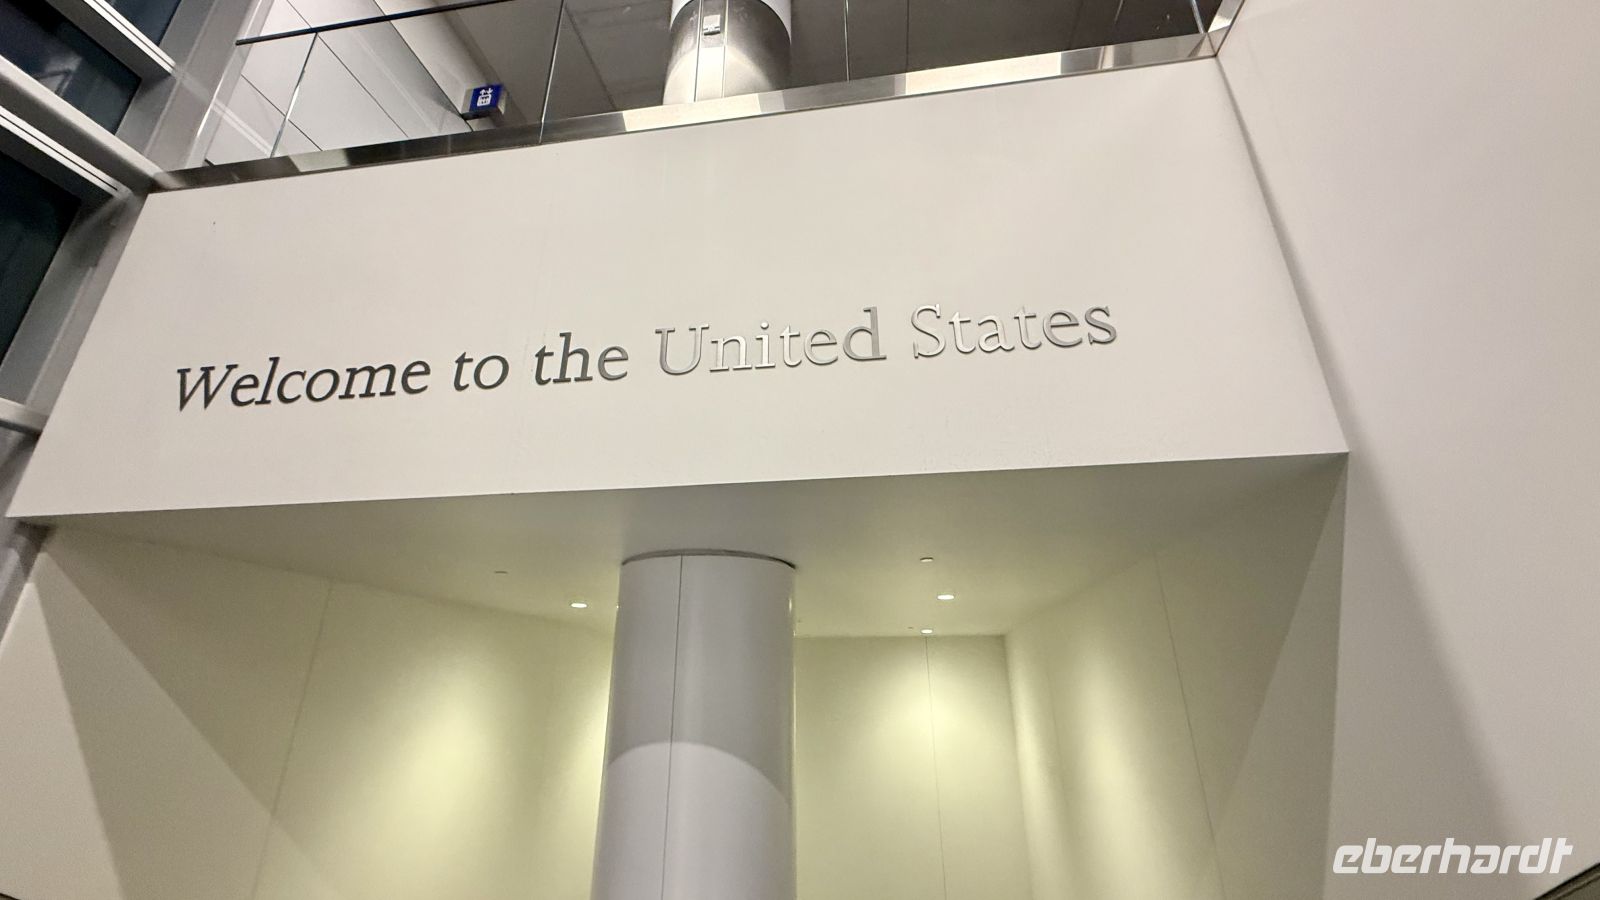 Welcome to the United States
eberhardt